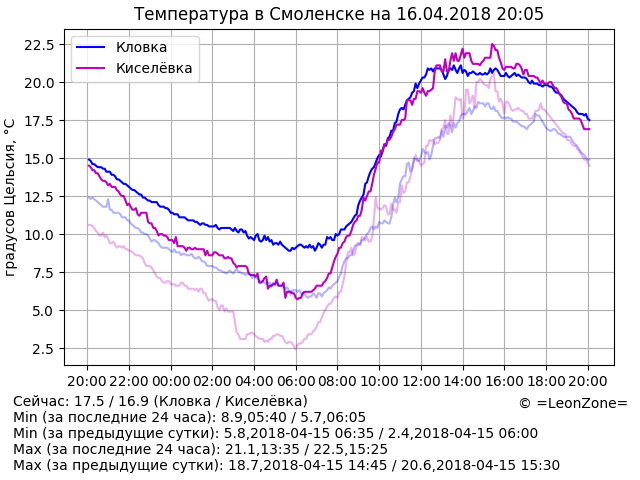 Температура в Смоленске на 16.04.2018 20:05
Кловка
Киселёвка
градусов Цельсия, °C
22.5
20.0
17.5
15.0
12.5
10.0
7.5
5.0
2.5
20:00 22:00 00:00 02:00 04:00 06:00 08:00 10:00 12:00 14:00 16:00 18:00 20:00
Сейчас: 17.5 / 16.9 (Кловка / Киселёвка)
© =LeonZone=
Min (за последние 24 часа): 8.9,05:40 / 5.7,06:05
Min (за предыдущие сутки): 5.8,2018-04-15 06:35 / 2.4,2018-04-15 06:00
Max (за последние 24 часа): 21.1,13:35 / 22.5,15:25
Max (за предыдущие сутки): 18.7,2018-04-15 14:45 / 20.6,2018-04-15 15:30